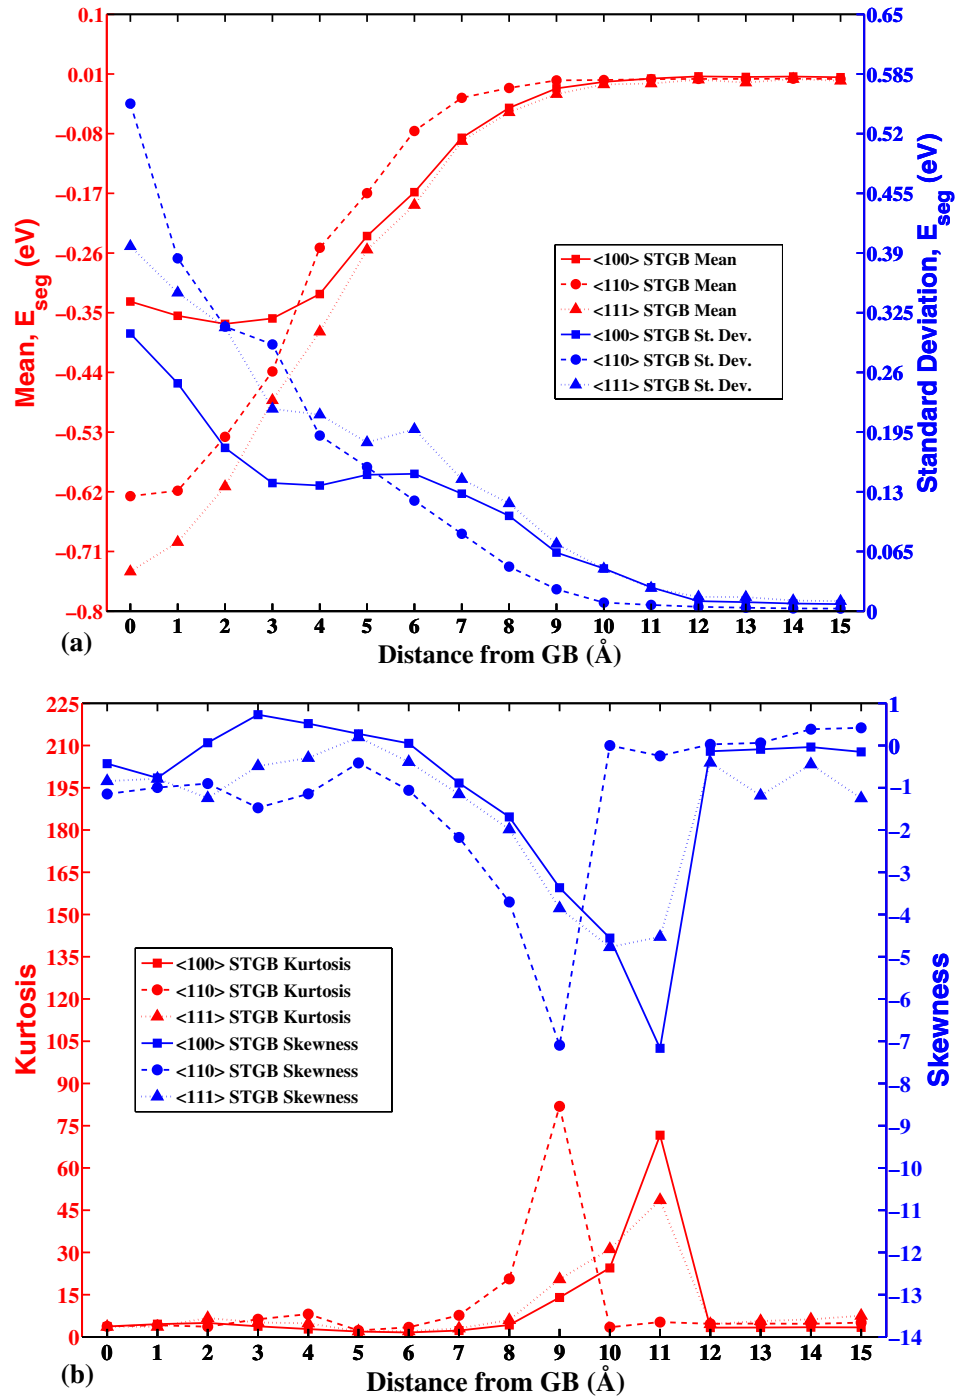 0.1
0.01
−0.08
−0.17
−0.26
−0.35
−0.44
−0.53
−0.62
−0.71
−0.8
Mean, E_seg (eV)
0.65
0.585
0.52
0.455
0.39
0.325
0.26
0.195
0.13
0.065
0
Standard Deviation, E_seg (eV)
<100> STGB Mean
<110> STGB Mean
<111> STGB Mean
<100> STGB St. Dev.
<110> STGB St. Dev.
<111> STGB St. Dev.
0 1 2 3 4 5 6 7 8 9 10 11 12 13 14 15
(a)
Distance from GB (Å)
225
210
195
180
165
150
135
120
105
90
75
60
45
30
15
0
Kurtosis
1
0
−1
−2
−3
−4
−5
−6
−7
−8
−9
−10
−11
−12
−13
−14
Skewness
<100> STGB Kurtosis
<110> STGB Kurtosis
<111> STGB Kurtosis
<100> STGB Skewness
<110> STGB Skewness
<111> STGB Skewness
0 1 2 3 4 5 6 7 8 9 10 11 12 13 14 15
(b)
Distance from GB (Å)